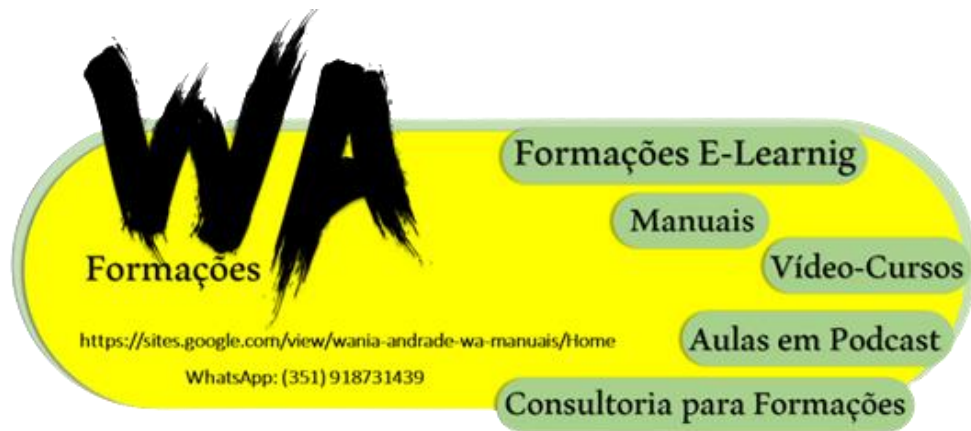 WA
Formações
https://sites.google.com/view/wania-andrade-wa-manuais/Home
WhatsApp: (351) 918731439
Formações E-Learnig
Manuais
Vídeo-Cursos
Aulas em Podcast
Consultoria para Formações